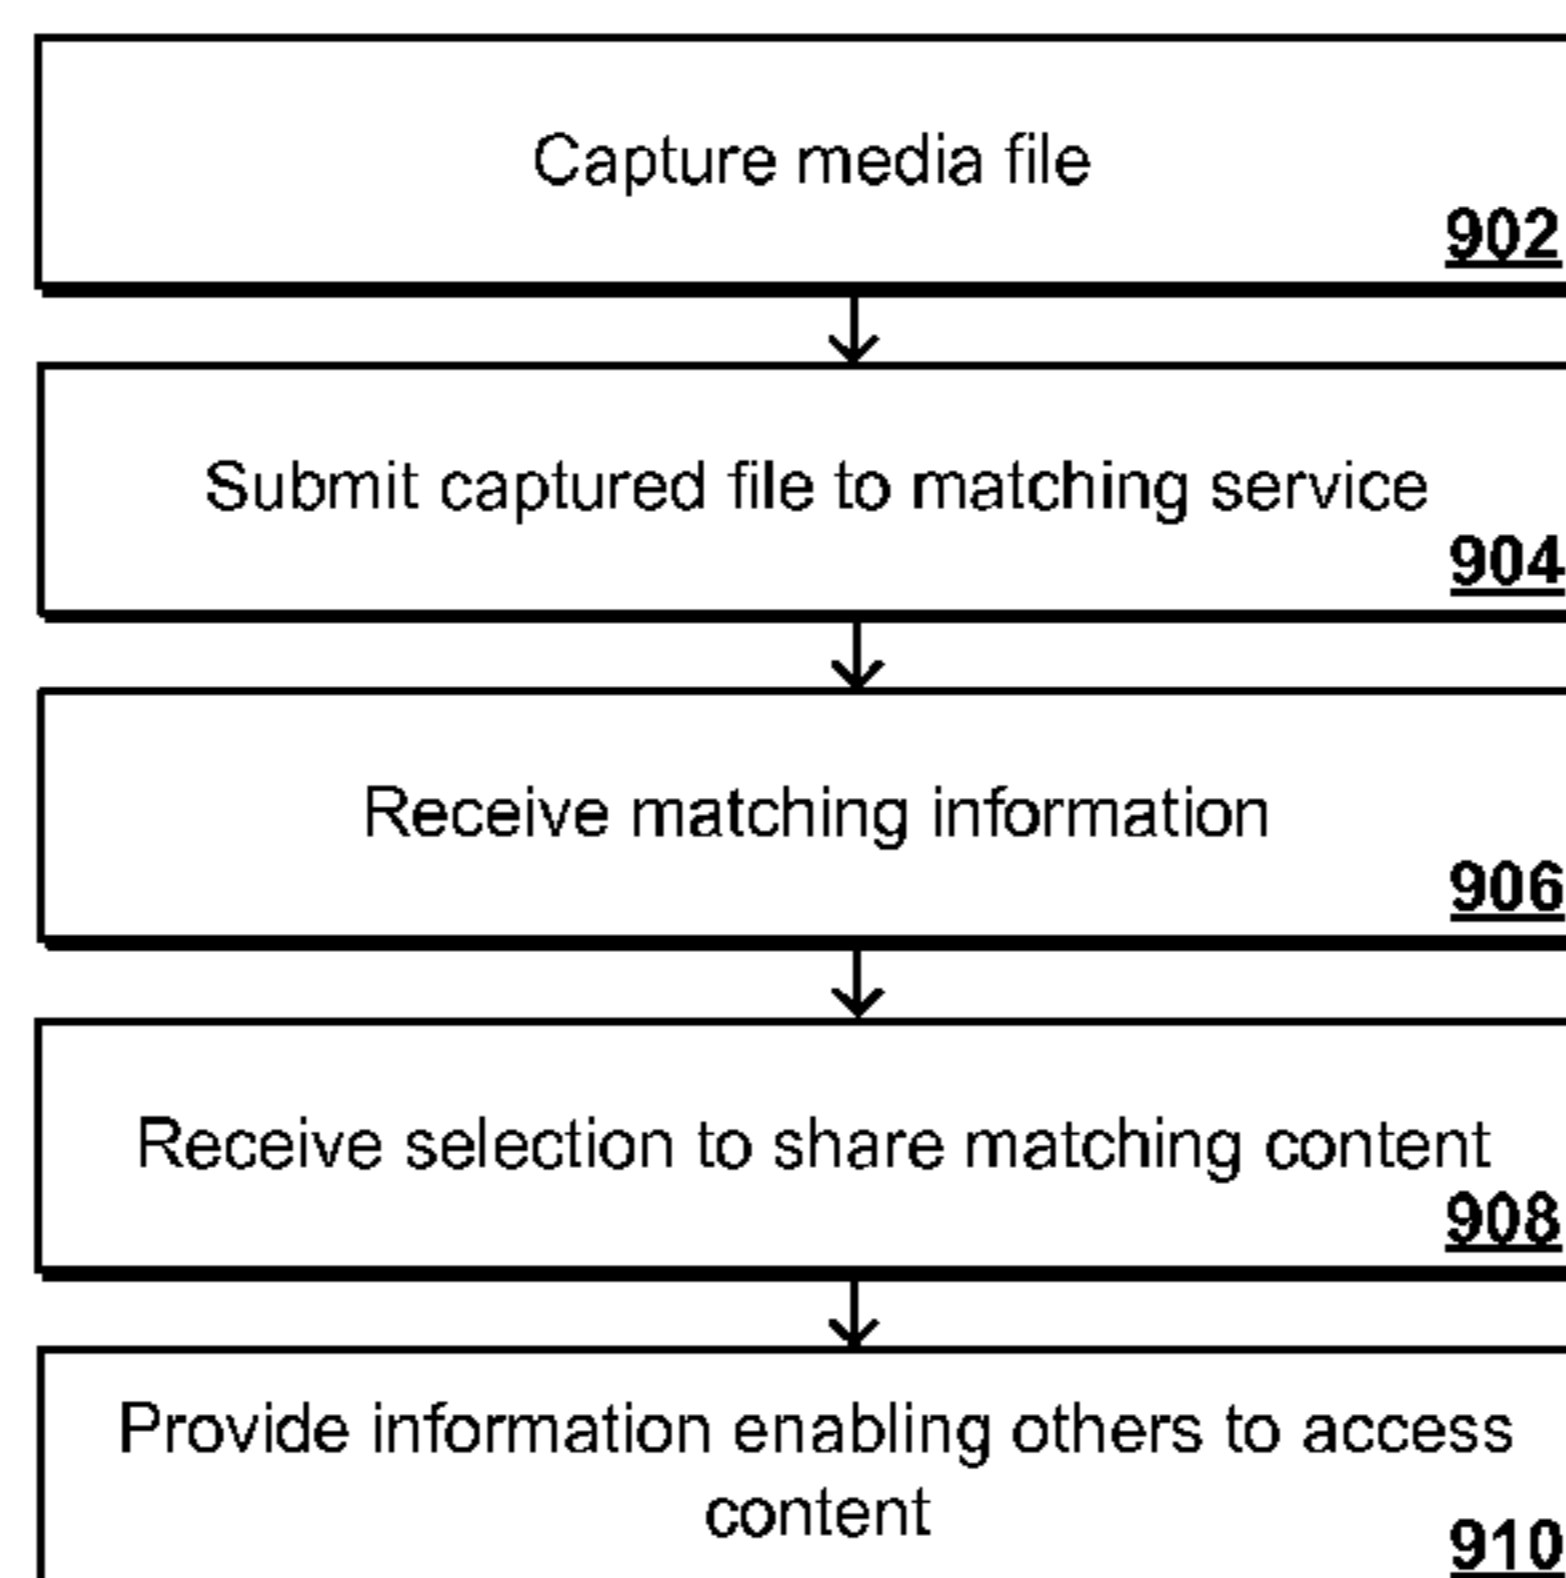 Capture media file
902
Submit captured file to matching service
904
Receive matching information
906
Receive selection to share matching content
908
Provide information enabling others to access
content
910